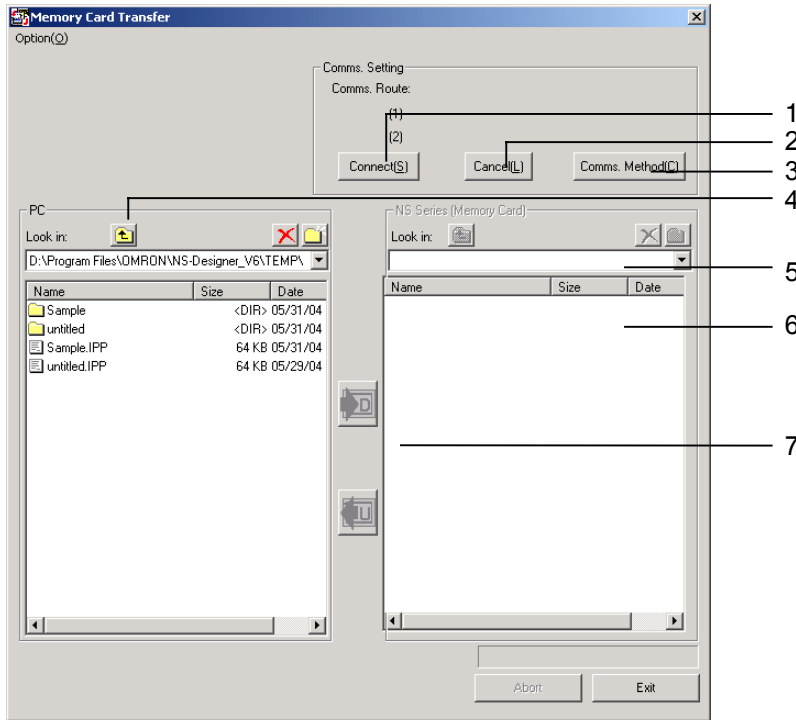 Memory Card Transfer
Option(O)
Comms. Setting
Comms. Route:
(1)
(2)
Connect(S) Cancel(L) Comms. Method(C)
1
2
3
4
5
6
7
PC
Look in:
D:\Program Files\OMRON\NS-Designer_V6\TEMP\
Name Size Date
Sample <DIR> 05/31/04
untitled <DIR> 05/31/04
Sample.IPP 64 KB 05/31/04
untitled.IPP 64 KB 05/29/04
D
U
NS Series (Memory Card)
Look in:
Name Size Date
Abort Exit